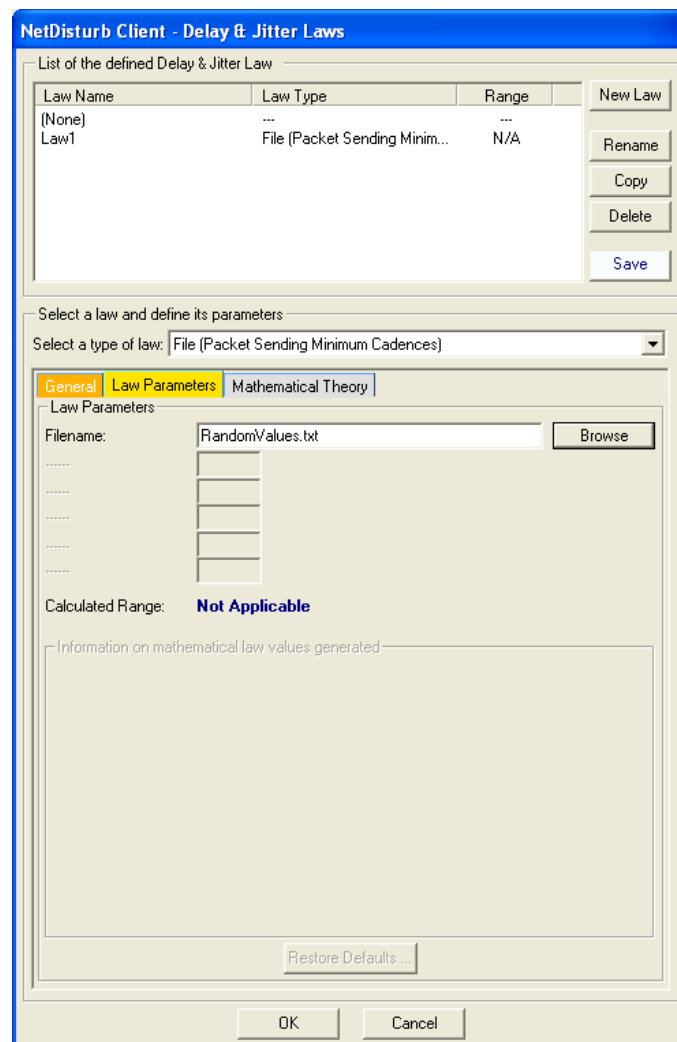 NetDisturb Client - Delay & Jitter Laws
List of the defined Delay & Jitter Law
Law Name Law Type Range
(None) --- ---
Law1 File (Packet Sending Minim... N/A
New Law
Rename
Copy
Delete
Save
Select a law and define its parameters
Select a type of law: File (Packet Sending Minimum Cadences)
General Law Parameters Mathematical Theory
Law Parameters
Filename: RandomValues.txt Browse
------
------
------
------
------
Calculated Range: Not Applicable
Information on mathematical law values generated
Restore Defaults ...
OK Cancel